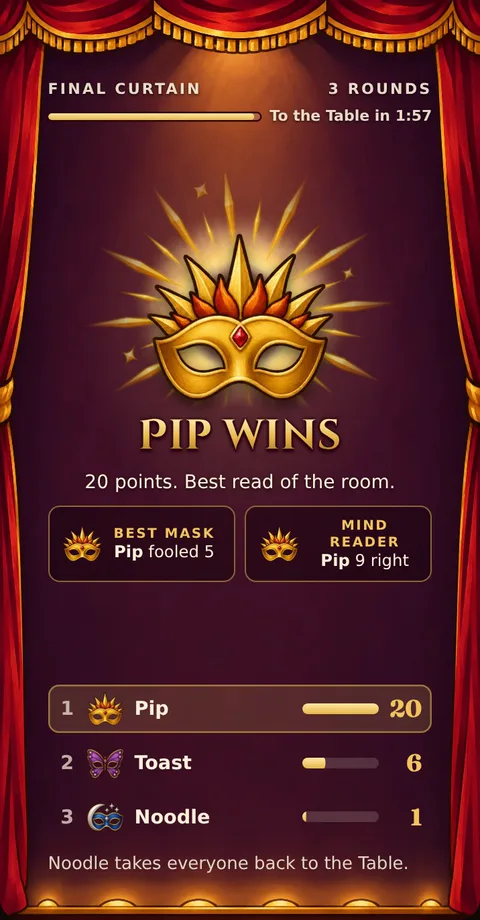 FINAL CURTAIN 3 ROUNDS
To the Table in 1:57
PIP WINS
20 points. Best read of the room.
BEST MASK
Pip fooled 5
MIND
READER
Pip 9 right
1 Pip 20
2 Toast 6
3 Noodle 1
Noodle takes everyone back to the Table.